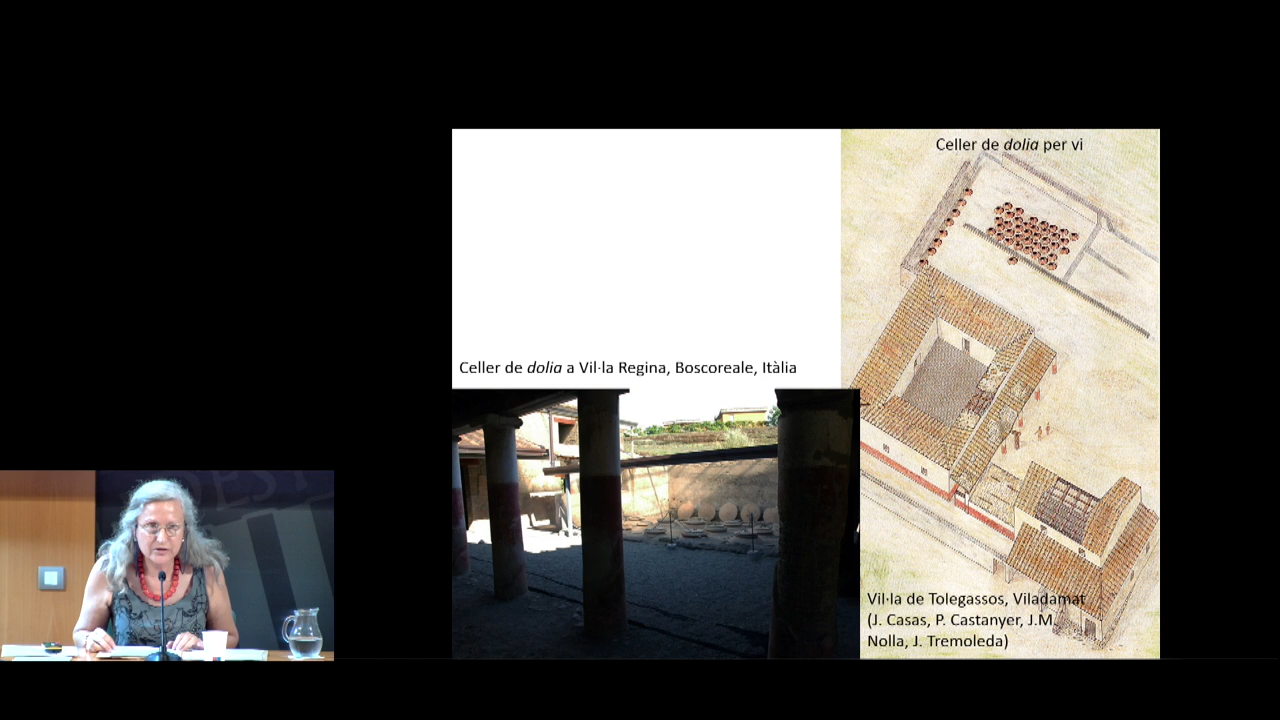 Celler de dolia per vi
Celler de dolia a Vil·la Regina, Boscoreale, Itàlia
Vil·la de Tolegassos, Viladamat
(J. Casas, P. Castanyer, J.M.
Nolla, J. Tremoleda)